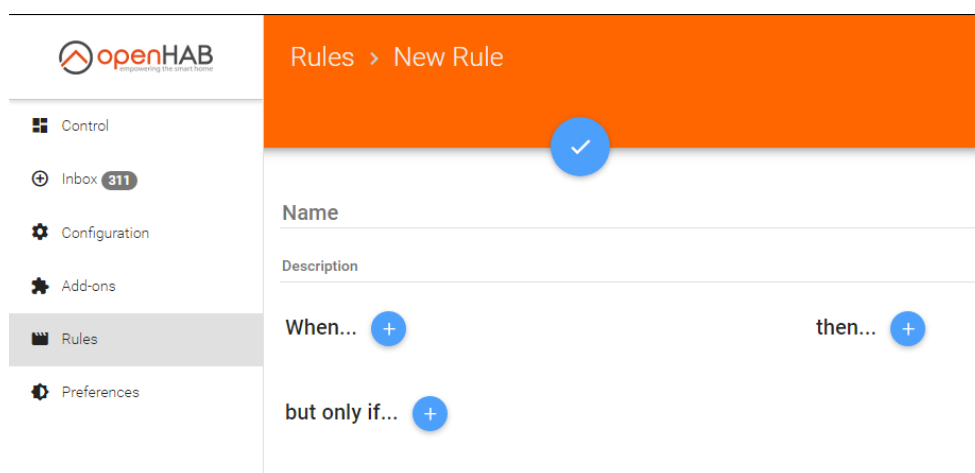 openHAB
empowering the smart home
Rules > New Rule
Control
Inbox 311
Configuration
Add-ons
Rules
Preferences
Name
Description
When... +
then... +
but only if... +